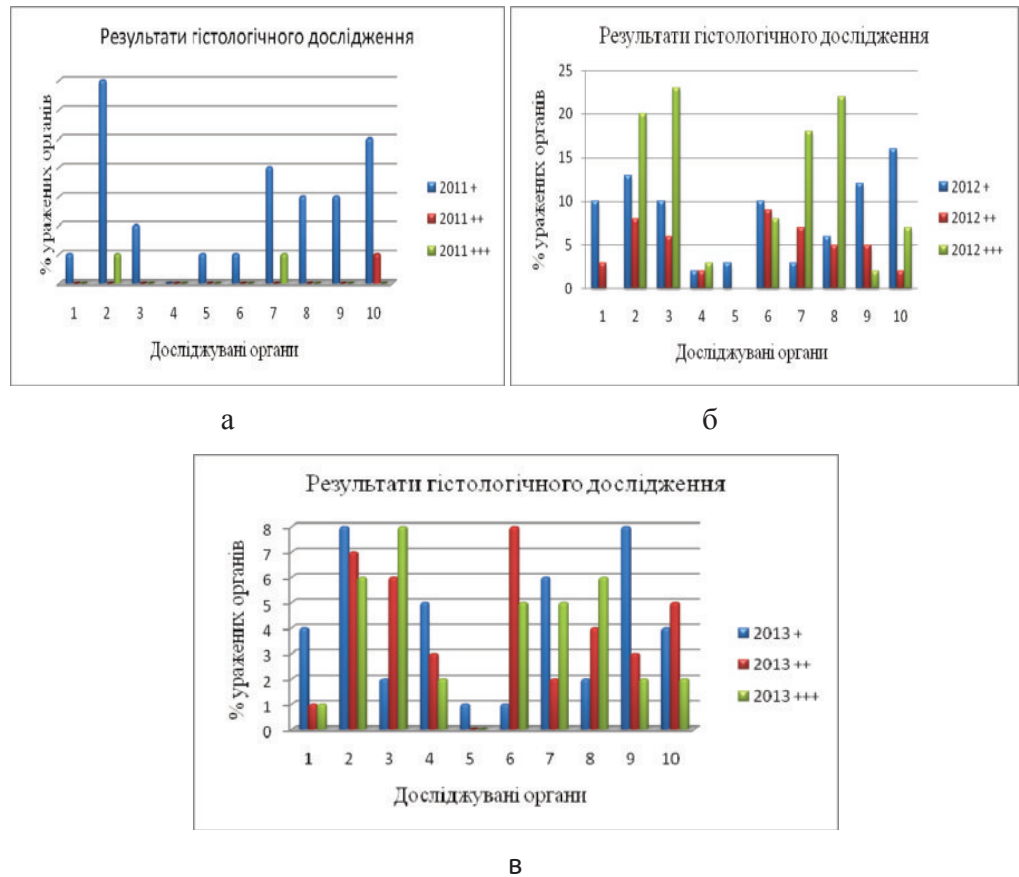 Результати гістологічного дослідження
% уражених органів
1 2 3 4 5 6 7 8 9 10
Досліджувані органи
2011 +
2011 ++
2011 +++
а
Результати гістологічного дослідження
% уражених органів
25
20
15
10
5
0
1 2 3 4 5 6 7 8 9 10
Досліджувані органи
2012 +
2012 ++
2012 +++
б
Результати гістологічного дослідження
% уражених органів
8
7
6
5
4
3
2
1
0
1 2 3 4 5 6 7 8 9 10
Досліджувані органи
2013 +
2013 ++
2013 +++
в